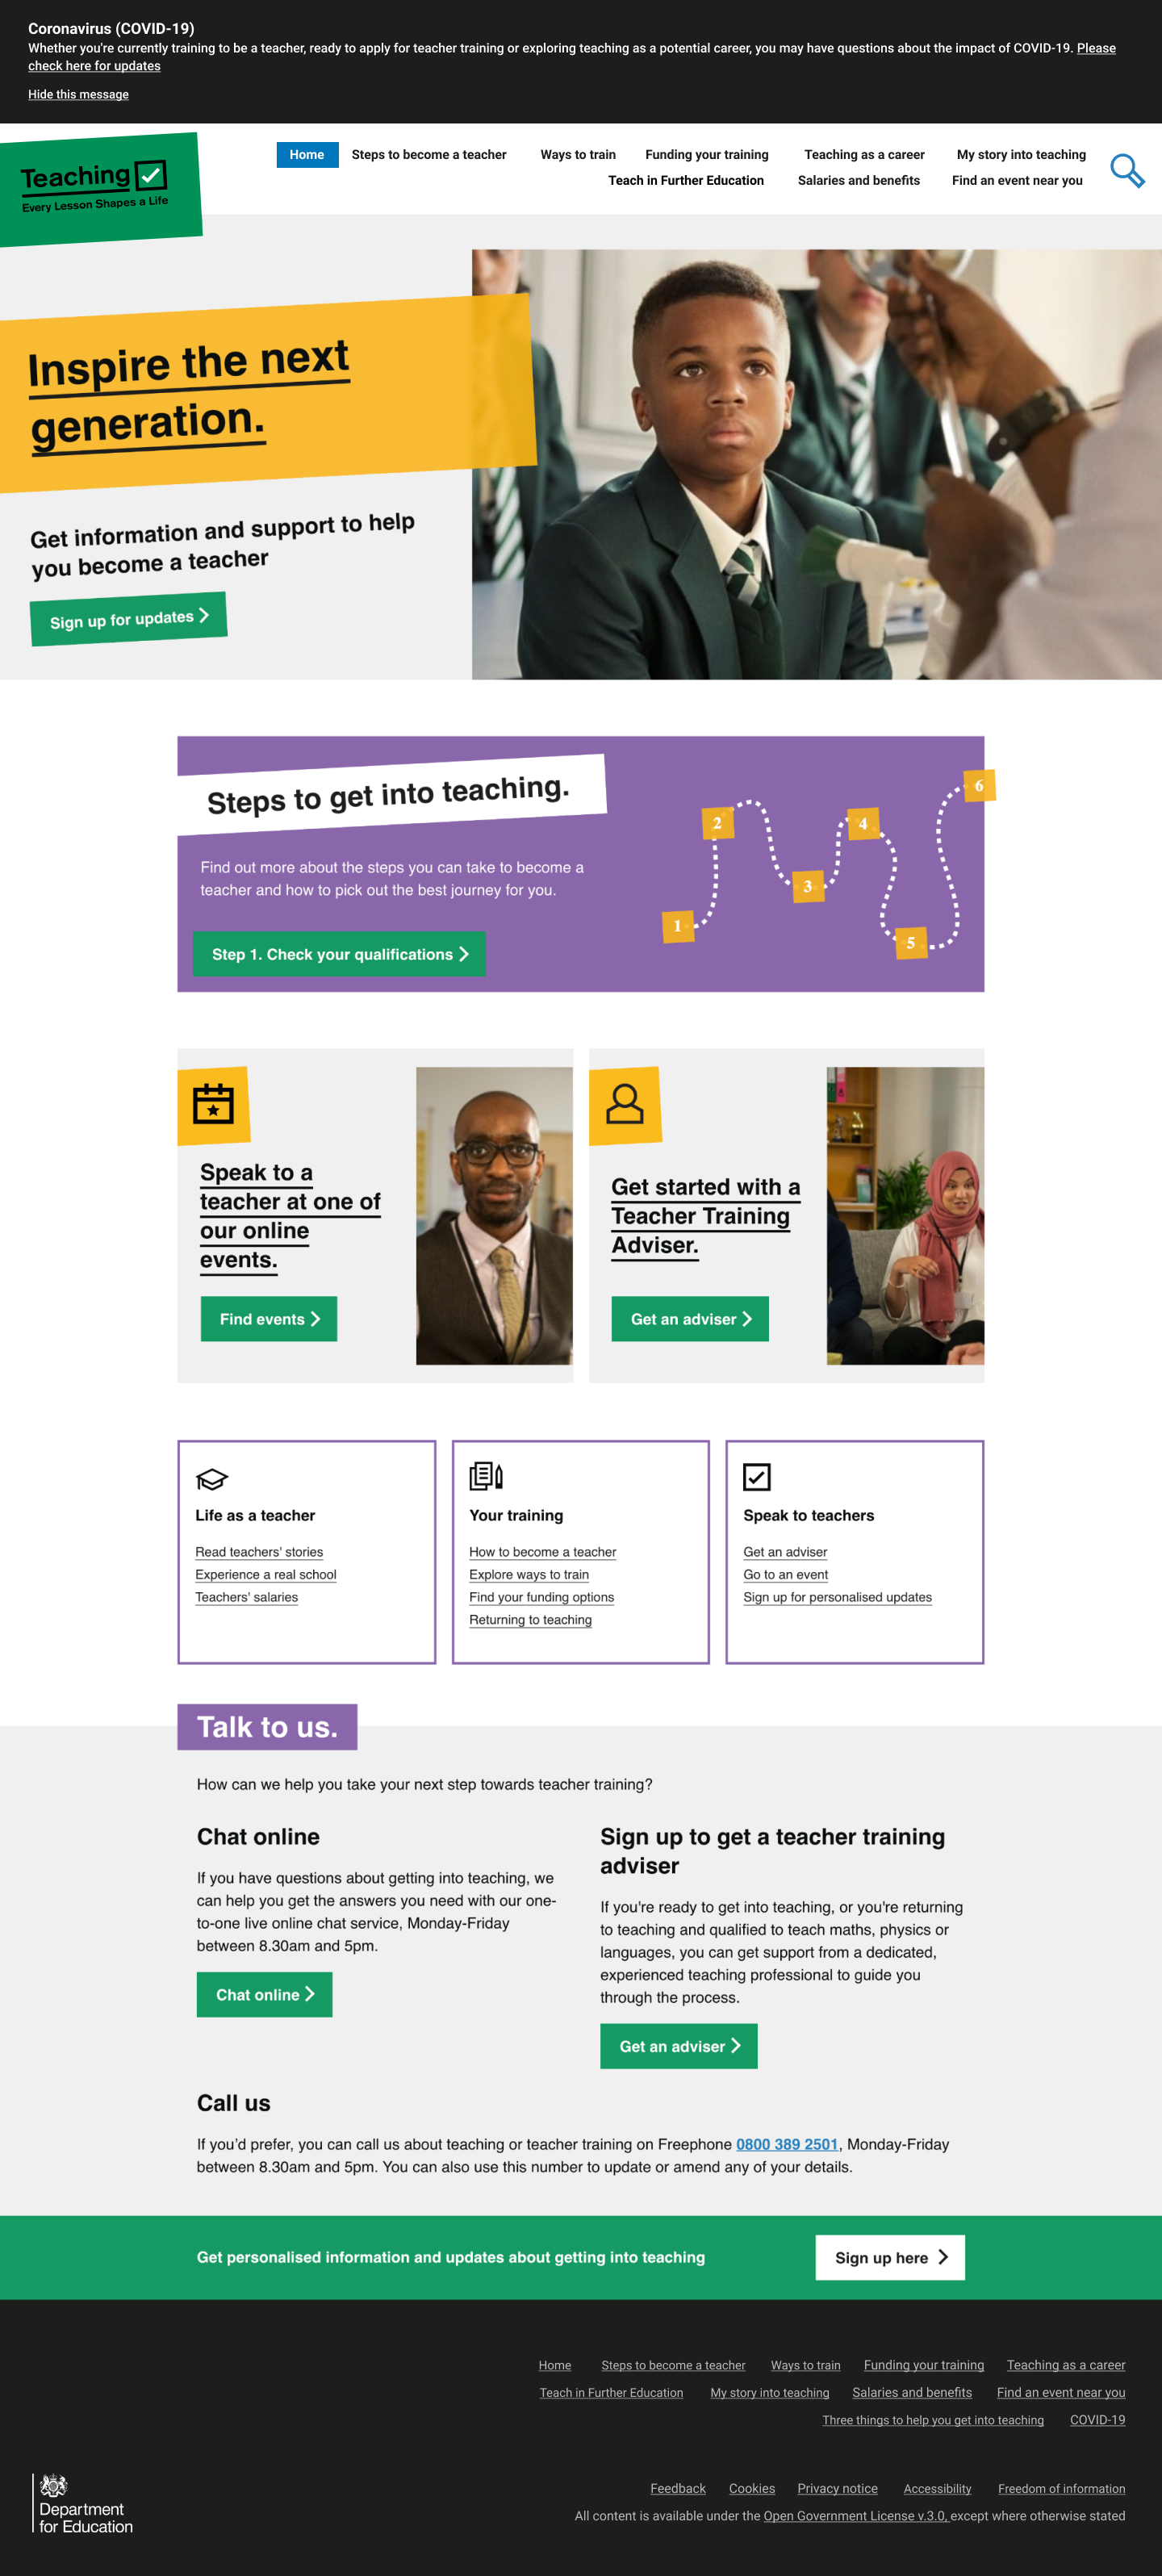 Coronavirus (COVID-19)
Whether you're currently training to be a teacher, ready to apply for teacher training or exploring teaching as a potential career, you may have questions about the impact of COVID-19. Please
check here for updates
Hide this message
Teaching
Every Lesson Shapes a Life
Home Steps to become a teacher Ways to train Funding your training Teaching as a career My story into teaching
Teach in Further Education Salaries and benefits Find an event near you
Inspire the next
generation.
Get information and support to help
you become a teacher
Sign up for updates
Steps to get into teaching.
Find out more about the steps you can take to become a
teacher and how to pick out the best journey for you.
Step 1. Check your qualifications
1
2
3
4
5
6
Speak to a
teacher at one of
our online
events.
Find events
Get started with a
Teacher Training
Adviser.
Get an adviser
Life as a teacher
Read teachers' stories
Experience a real school
Teachers' salaries
Your training
How to become a teacher
Explore ways to train
Find your funding options
Returning to teaching
Speak to teachers
Get an adviser
Go to an event
Sign up for personalised updates
Talk to us.
How can we help you take your next step towards teacher training?
Chat online
If you have questions about getting into teaching, we
can help you get the answers you need with our one-
to-one live online chat service, Monday-Friday
between 8.30am and 5pm.
Chat online
Sign up to get a teacher training
adviser
If you're ready to get into teaching, or you're returning
to teaching and qualified to teach maths, physics or
languages, you can get support from a dedicated,
experienced teaching professional to guide you
through the process.
Get an adviser
Call us
If you'd prefer, you can call us about teaching or teacher training on Freephone 0800 389 2501, Monday-Friday
between 8.30am and 5pm. You can also use this number to update or amend any of your details.
Get personalised information and updates about getting into teaching
Sign up here
Home Steps to become a teacher Ways to train Funding your training Teaching as a career
Teach in Further Education My story into teaching Salaries and benefits Find an event near you
Three things to help you get into teaching COVID-19
Department
for Education
Feedback Cookies Privacy notice Accessibility Freedom of information
All content is available under the Open Government License v.3.0, except where otherwise stated